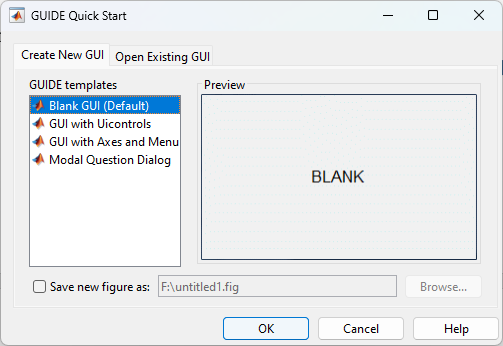 GUIDE Quick Start
Create New GUI
Open Existing GUI
GUIDE templates
Blank GUI (Default)
GUI with Uicontrols
GUI with Axes and Menu
Modal Question Dialog
Preview
BLANK
Save new figure as:
F:\untitled1.fig
Browse...
OK
Cancel
Help